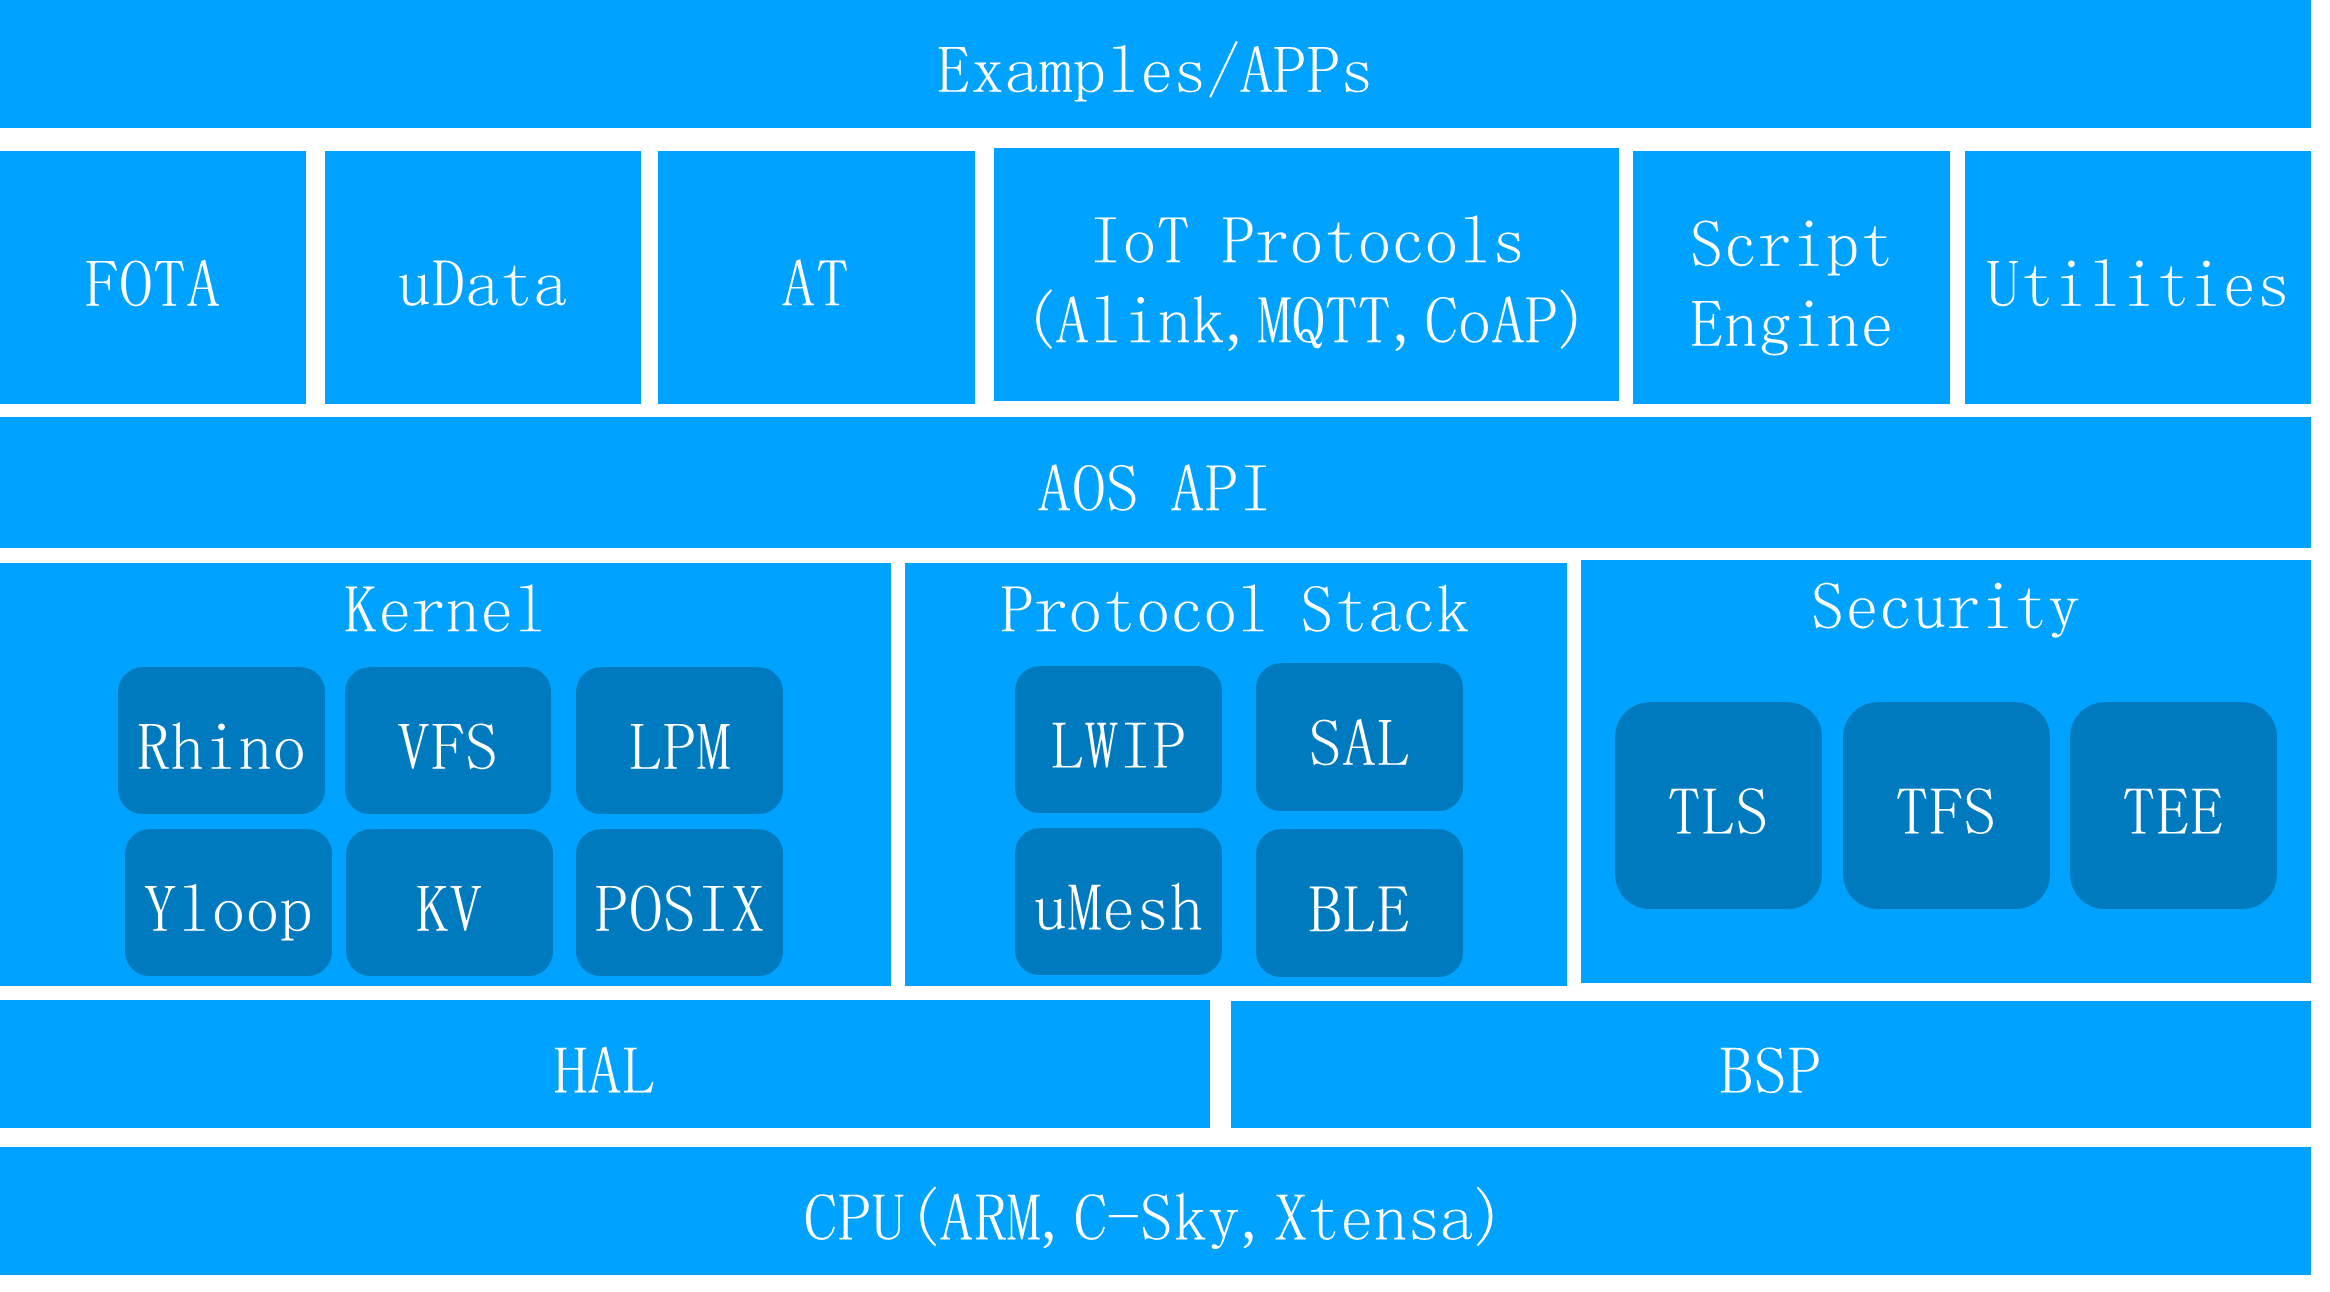 Examples/APPs
FOTA
uData
AT
IoT Protocols
(Alink,MQTT,CoAP)
Script
Engine
Utilities
AOS API
Kernel
Rhino
VFS
LPM
Yloop
KV
POSIX
Protocol Stack
LWIP
SAL
uMesh
BLE
Security
TLS
TFS
TEE
HAL
BSP
CPU(ARM,C-Sky,Xtensa)